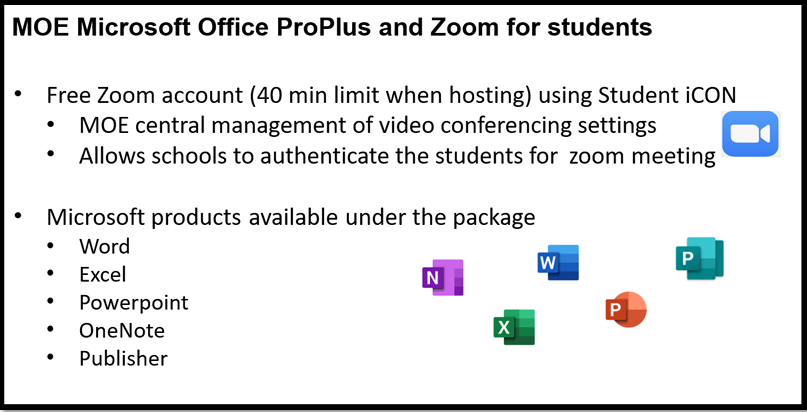 MOE Microsoft Office ProPlus and Zoom for students
• Free Zoom account (40 min limit when hosting) using Student iCON
• MOE central management of video conferencing settings
• Allows schools to authenticate the students for zoom meeting
• Microsoft products available under the package
• Word
• Excel
• Powerpoint
• OneNote
• Publisher
N
W
P
X
P